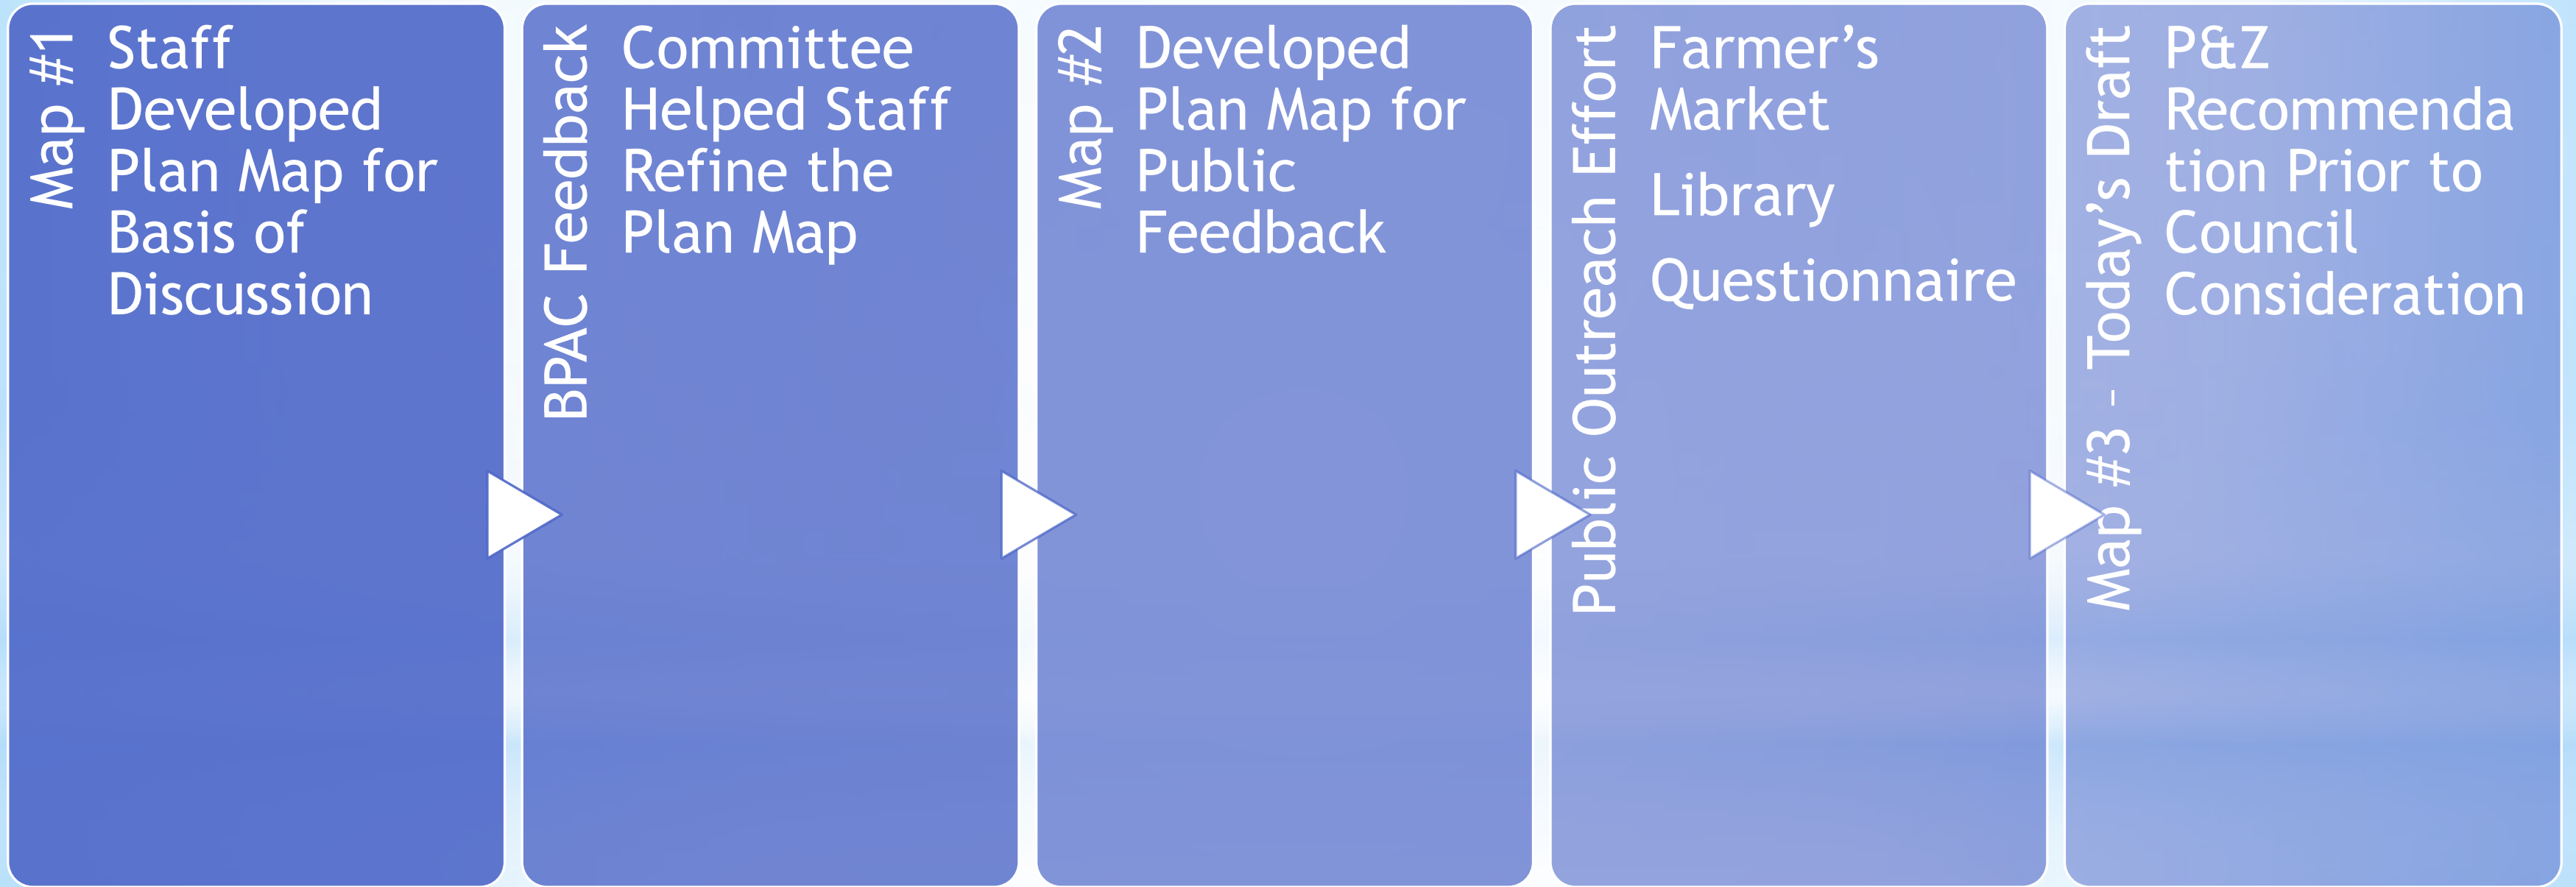 Map #1
Staff
Developed
Plan Map for
Basis of
Discussion
BPAC Feedback
Committee
Helped Staff
Refine the
Plan Map
Map #2
Developed
Plan Map for
Public
Feedback
Public Outreach Effort
Farmer’s
Market
Library
Questionnaire
Map #3 - Today’s Draft
P&Z
Recommenda
tion Prior to
Council
Consideration